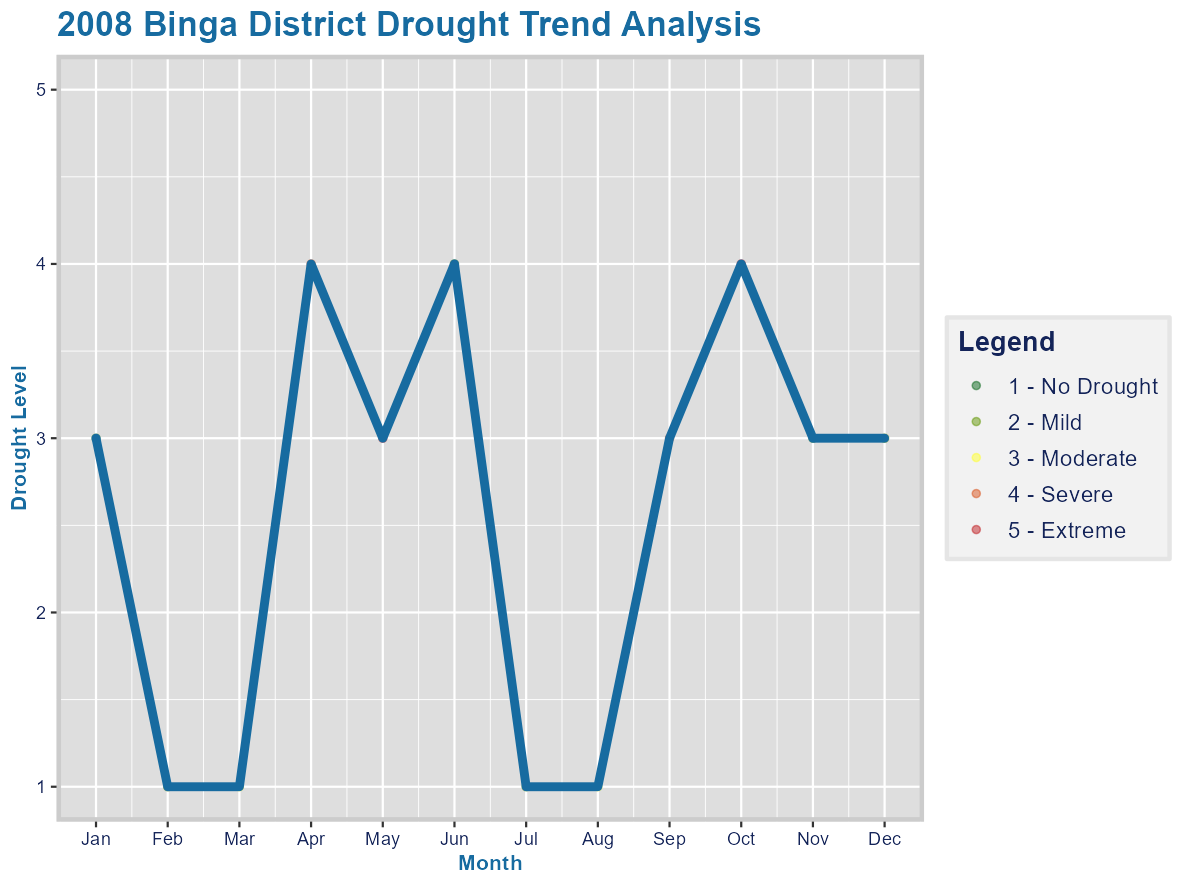 2008 Binga District Drought Trend Analysis
5
4
3
2
1
Drought Level
Jan Feb Mar Apr May Jun Jul Aug Sep Oct Nov Dec
Month
Legend
1 - No Drought
2 - Mild
3 - Moderate
4 - Severe
5 - Extreme